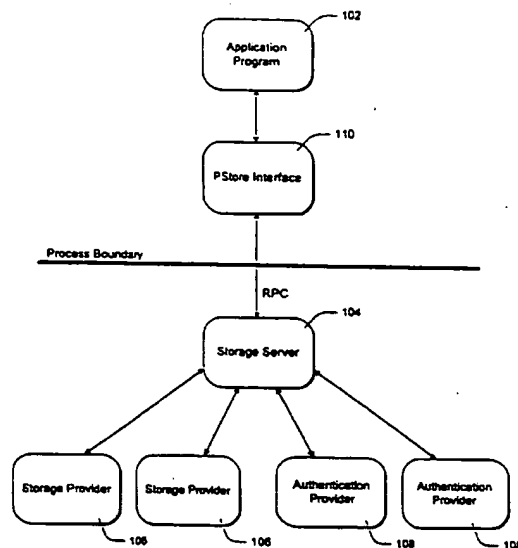 102
Application
Program
110
PStore Interface
Process Boundary
RPC
104
Storage Server
Storage Provider
Storage Provider
Authentication
Provider
Authentication
Provider
106
106
108
108